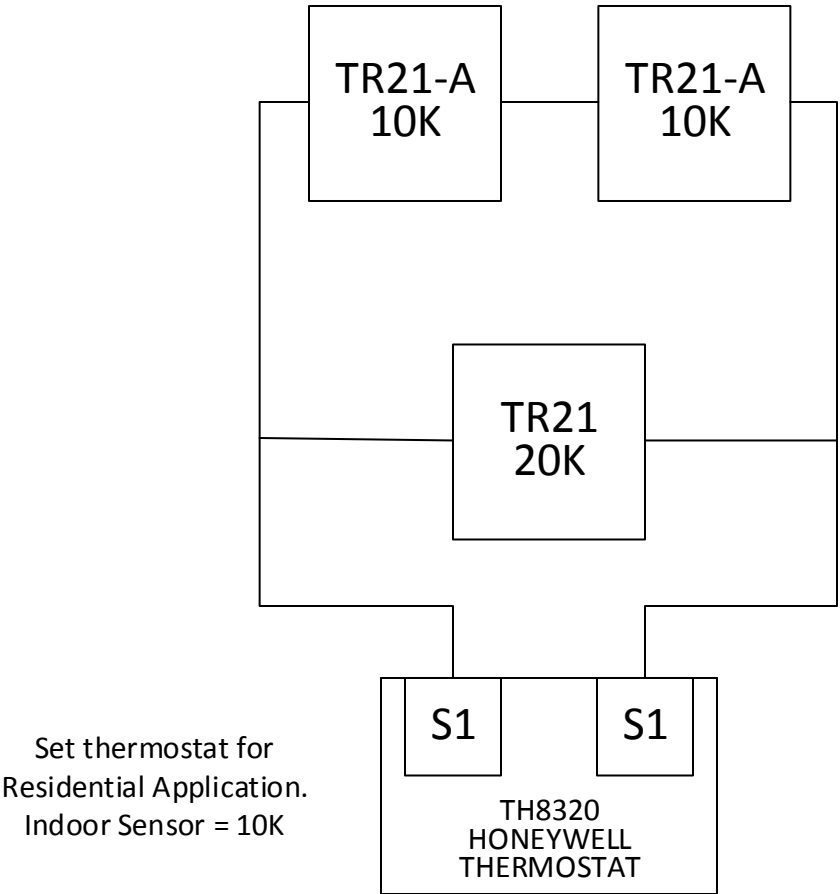 TR21-A
10K
TR21-A
10K
TR21
20K
S1
S1
Set thermostat for
Residential Application.
Indoor Sensor = 10K
TH8320
HONEYWELL
THERMOSTAT